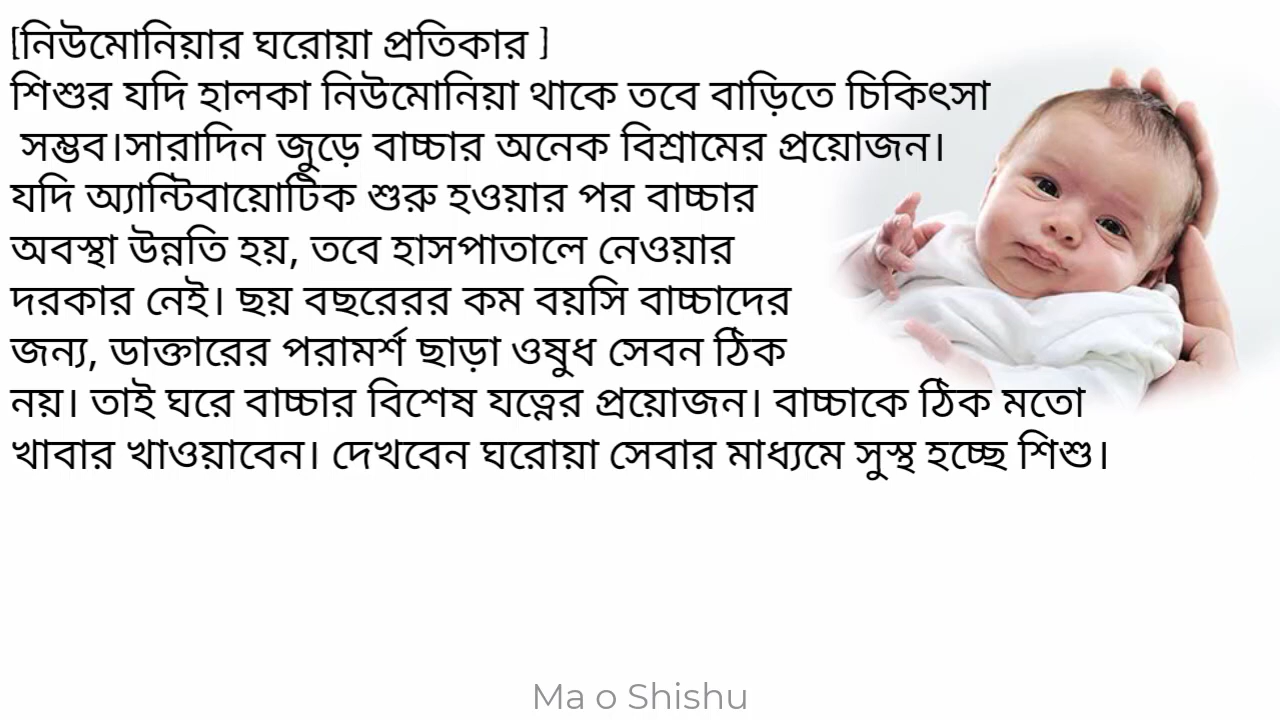 [নিউমোনিয়ার ঘরোয়া প্রতিকার ]
শিশুর যদি হালকা নিউমোনিয়া থাকে তবে বাড়িতে চিকিৎসা
সম্ভব।সারাদিন জুড়ে বাচ্চার অনেক বিশ্রামের প্রয়োজন।
যদি অ্যান্টিবায়োটিক শুরু হওয়ার পর বাচ্চার
অবস্থা উন্নতি হয়, তবে হাসপাতালে নেওয়ার
দরকার নেই। ছয় বছরেরর কম বয়সি বাচ্চাদের
জন্য, ডাক্তারের পরামর্শ ছাড়া ওষুধ সেবন ঠিক
নয়। তাই ঘরে বাচ্চার বিশেষ যত্নের প্রয়োজন। বাচ্চাকে ঠিক মতো
খাবার খাওয়াবেন। দেখবেন ঘরোয়া সেবার মাধ্যমে সুস্থ হচ্ছে শিশু।
Ma o Shishu